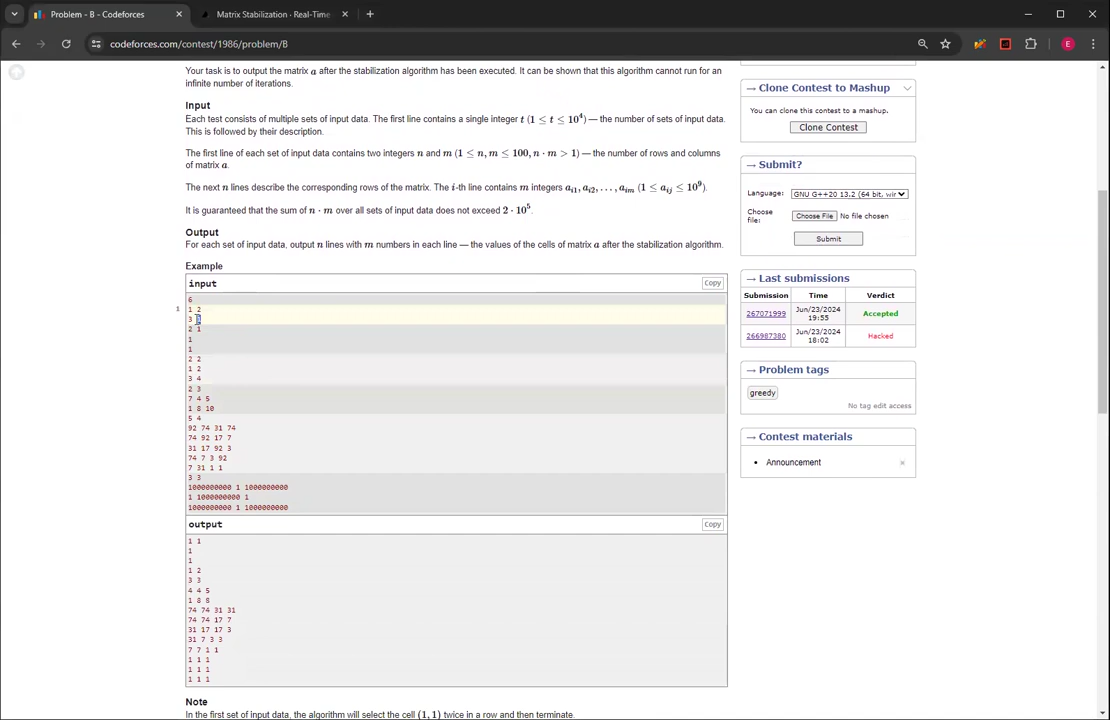 Problem - B - Codeforces
Matrix Stabilization - Real-Time
codeforces.com/contest/1986/problem/B
E
Your task is to output the matrix a after the stabilization algorithm has been executed. It can be shown that this algorithm cannot run for an
infinite number of iterations.
Input
Each test consists of multiple sets of input data. The first line contains a single integer t (1 ≤ t ≤ 10^4) — the number of sets of input data.
This is followed by their description.
The first line of each set of input data contains two integers n and m (1 ≤ n, m ≤ 100, n · m > 1) — the number of rows and columns
of matrix a.
The next n lines describe the corresponding rows of the matrix. The i-th line contains m integers a_i1, a_i2, ..., a_im (1 ≤ a_ij ≤ 10^9).
It is guaranteed that the sum of n · m over all sets of input data does not exceed 2 · 10^5.
Output
For each set of input data, output n lines with m numbers in each line — the values of the cells of matrix a after the stabilization algorithm.
Example
input
Copy
6
1
1 2
3 1
2 1
1
1
2 2
1 2
3 4
2 3
7 4 5
1 8 10
5 4
92 74 31 74
74 92 17 7
31 17 92 3
74 7 3 92
7 31 1 1
3 3
1000000000 1 1000000000
1 1000000000 1
1000000000 1 1000000000
output
Copy
1 1
1
1
1 2
3 3
4 4 5
1 8 8
74 74 31 31
74 74 17 7
31 17 17 3
31 7 3 3
7 7 1 1
1 1 1
1 1 1
1 1 1
Note
In the first set of input data, the algorithm will select the cell (1, 1) twice in a row and then terminate.
→ Clone Contest to Mashup
You can clone this contest to a mashup.
Clone Contest
→ Submit?
Language:
GNU G++20 13.2 (64 bit, wir
Choose
file:
Choose File No file chosen
Submit
→ Last submissions
Submission Time Verdict
267071999 Jun/23/2024
19:55 Accepted
266987380 Jun/23/2024
18:02 Hacked
→ Problem tags
greedy
No tag edit access
→ Contest materials
Announcement